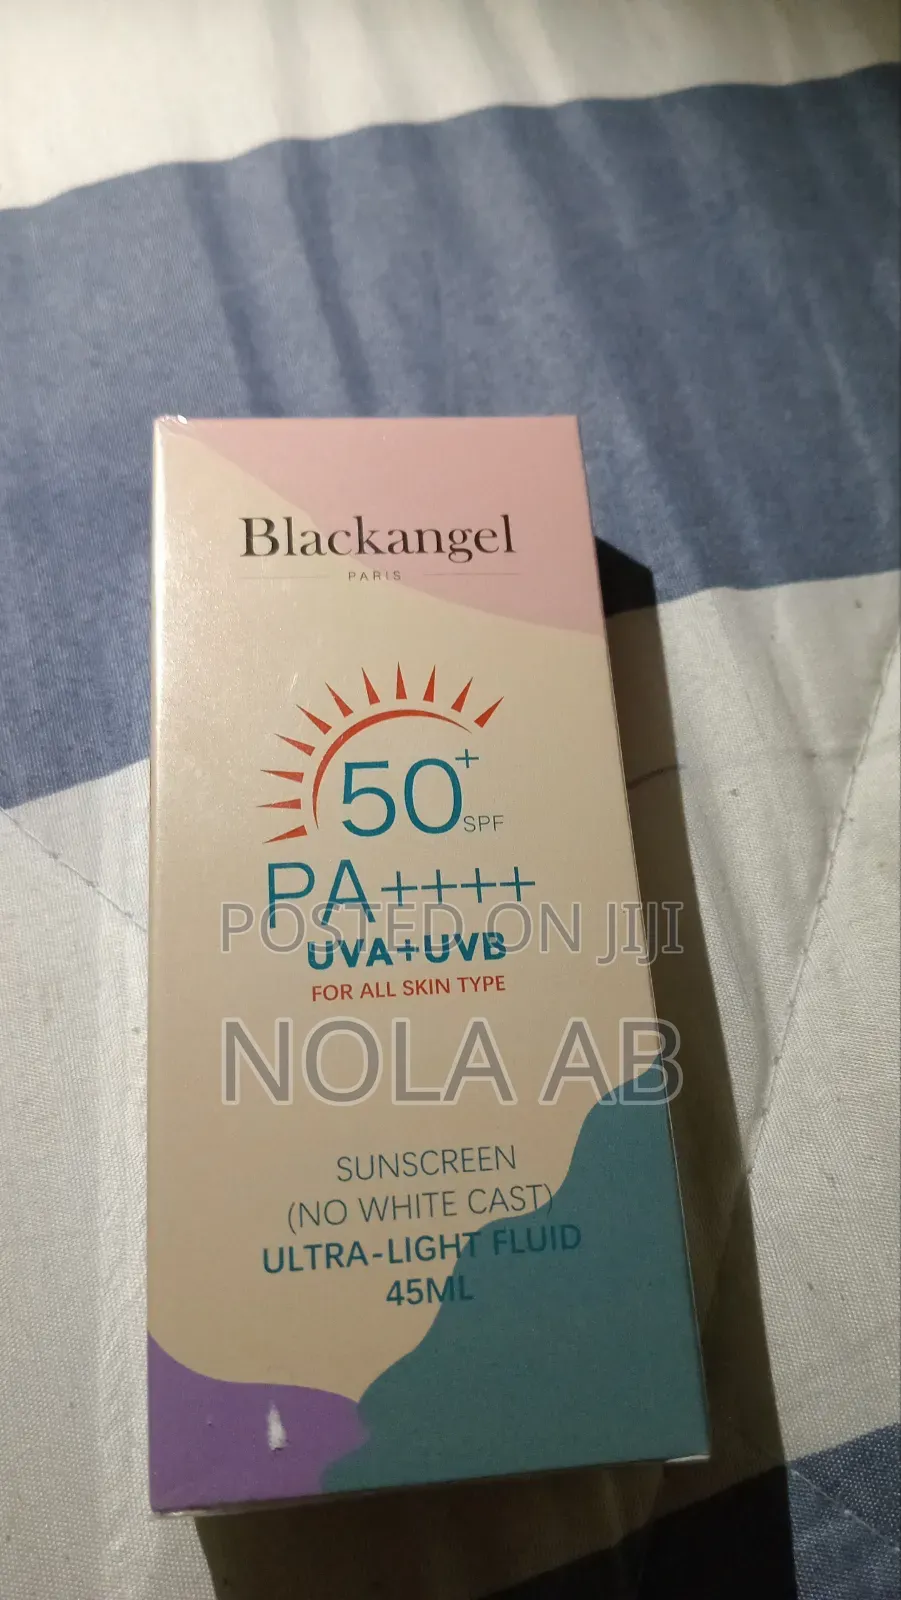 Blackangel
PARIS
50+
SPF
PA++++
POSTED ON JIJI
UVA+UVB
FOR ALL SKIN TYPE
NOLA AB
SUNSCREEN
(NO WHITE CAST)
ULTRA-LIGHT FLUID
45ML